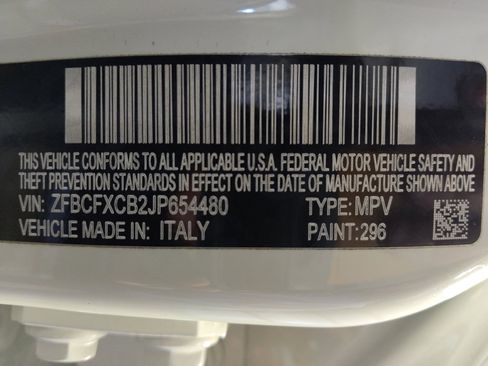 THIS VEHICLE CONFORMS TO ALL APPLICABLE U.S.A. FEDERAL MOTOR VEHICLE SAFETY AND
THEFT PREVENTION STANDARDS IN EFFECT ON THE DATE OF MANUFACTURE SHOWN ABOVE
VIN: ZFBCFXCB2JP654480 TYPE: MPV
VEHICLE MADE IN: ITALY PAINT: 296